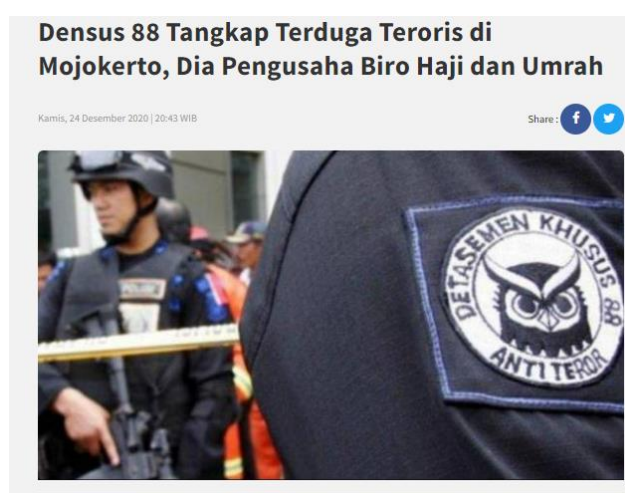 Densus 88 Tangkap Terduga Teroris di
Mojokerto, Dia Pengusaha Biro Haji dan Umrah
Kamis, 24 Desember 2020 | 20:43 WIB
Share :
DETASEMEN KHUSUS 88
ANTI TEROR